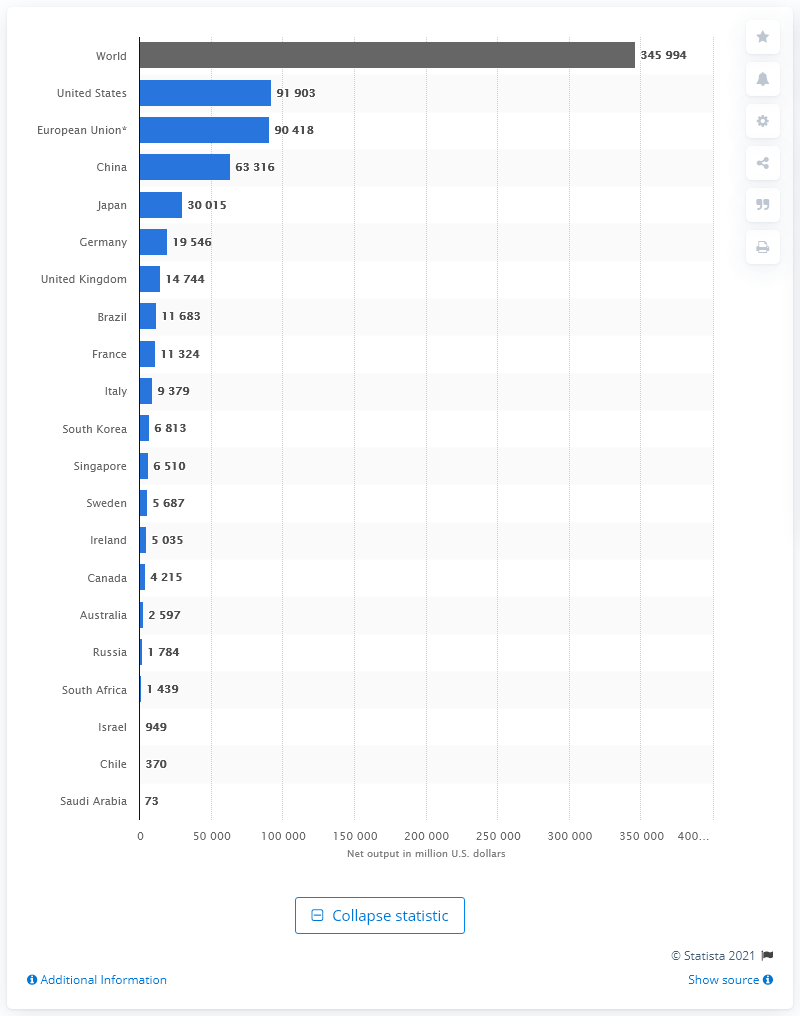 World 345 994
United States 91 903
European Union* 90 418
China 63 316
Japan 30 015
Germany 19 546
United Kingdom 14 744
Brazil 11 683
France 11 324
Italy 9 379
South Korea 6 813
Singapore 6 510
Sweden 5 687
Ireland 5 035
Canada 4 215
Australia 2 597
Russia 1 784
South Africa 1 439
Israel 949
Chile 370
Saudi Arabia 73
0 50 000 100 000 150 000 200 000 250 000 300 000 350 000 400…
Net output in million U.S. dollars
Collapse statistic
© Statista 2021
Additional Information Show source